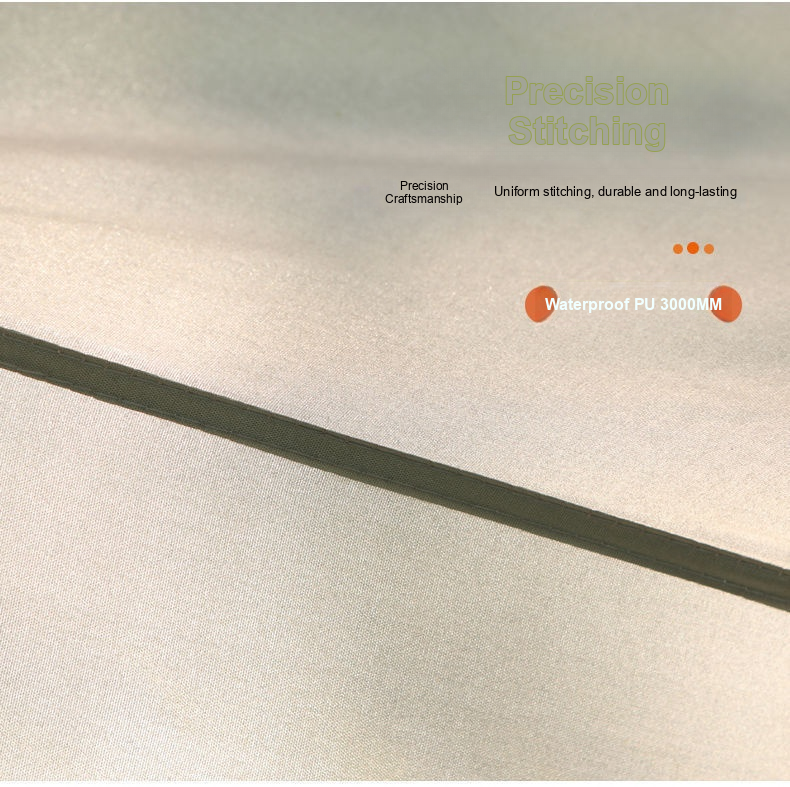 Precision
Stitching
Precision
Craftsmanship
Uniform stitching, durable and long-lasting
Waterproof PU 3000MM